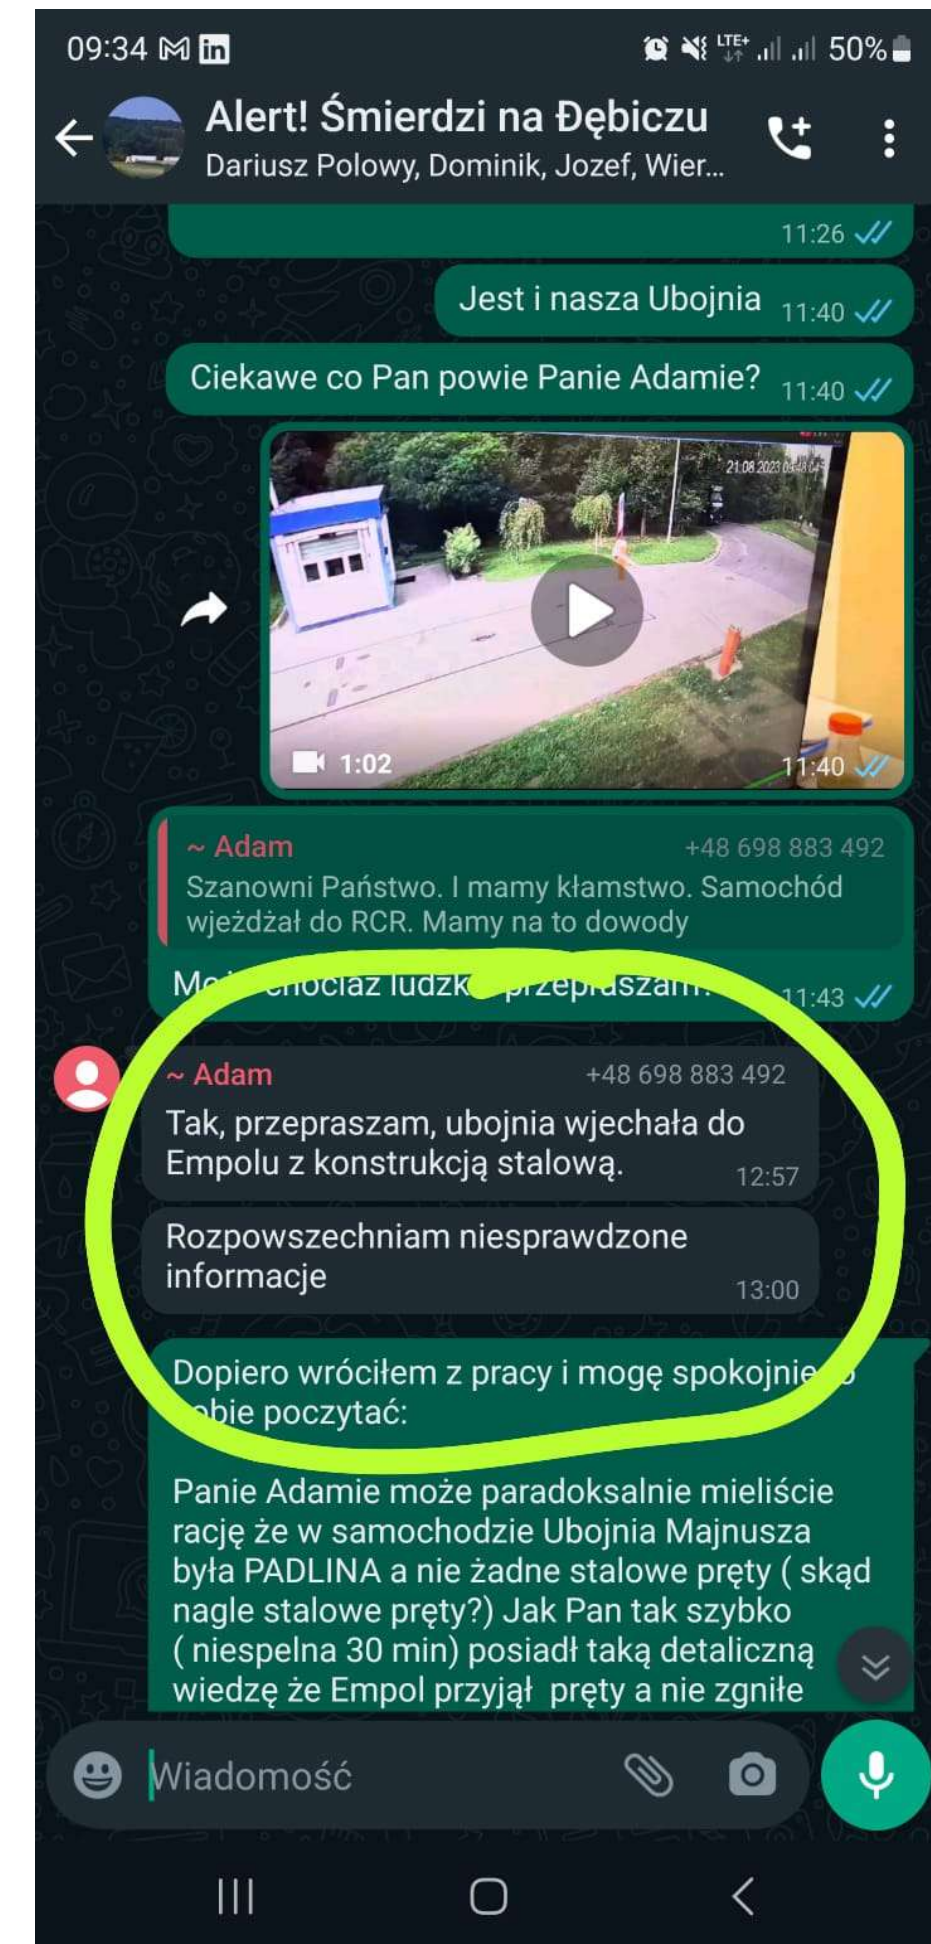 09:34
LTE+
50%
Alert! Śmierdzi na Dębiczu
Dariusz Polowy, Dominik, Jozef, Wier...
11:26
Jest i nasza Ubojnia 11:40
Ciekawe co Pan powie Panie Adamie? 11:40
21.08.2023
1:02
11:40
~ Adam +48 698 883 492
Szanowni Państwo. I mamy kłamstwo. Samochód
wjeżdżał do RCR. Mamy na to dowody
11:43
~ Adam +48 698 883 492
Tak, przepraszam, ubojnia wjechała do
Empolu z konstrukcją stalową. 12:57
Rozpowszechniam niesprawdzone
informacje 13:00
Dopiero wróciłem z pracy i mogę spokojnie
poczytać:
Panie Adamie może paradoksalnie mieliście
rację że w samochodzie Ubojnia Majnusza
była PADLINA a nie żadne stalowe pręty ( skąd
nagle stalowe pręty?) Jak Pan tak szybko
( niespelna 30 min) posiadł taką detaliczną
wiedzę że Empol przyjął pręty a nie zgniłe
Wiadomość